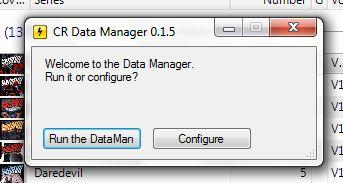 Series
Number
CR Data Manager 0.1.5
Welcome to the Data Manager.
Run it or configure?
Run the DataMan
Configure
Daredevil
5
V1